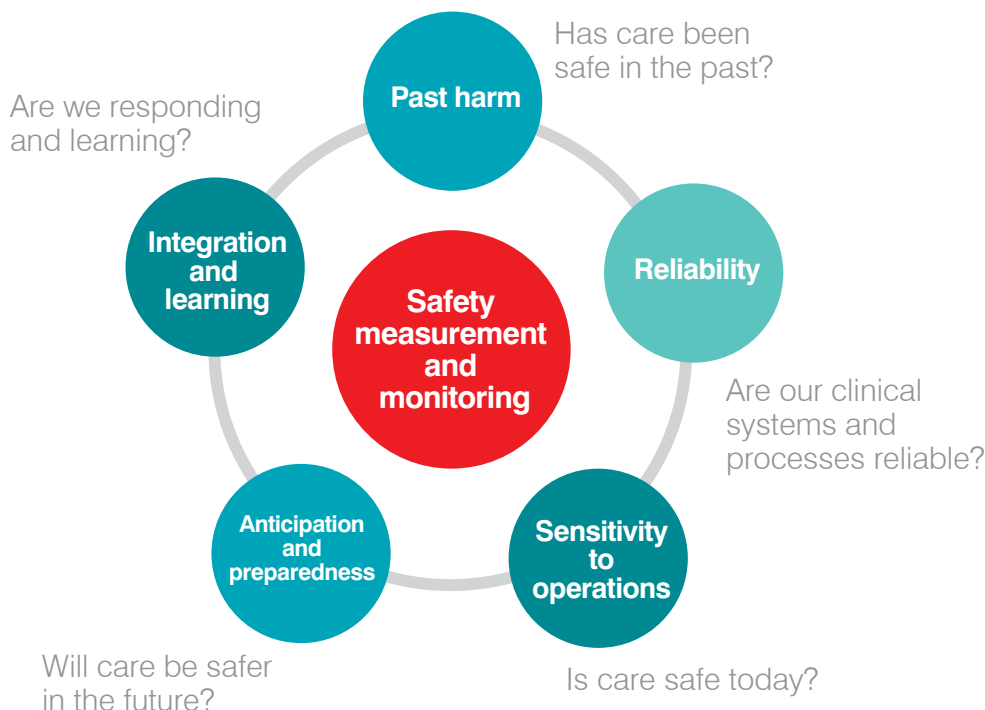 Has care been
safe in the past?
Past harm
Are we responding
and learning?
Integration
and
learning
Reliability
Safety
measurement
and
monitoring
Are our clinical
systems and
processes reliable?
Anticipation
and
preparedness
Sensitivity
to
operations
Will care be safer
in the future?
Is care safe today?